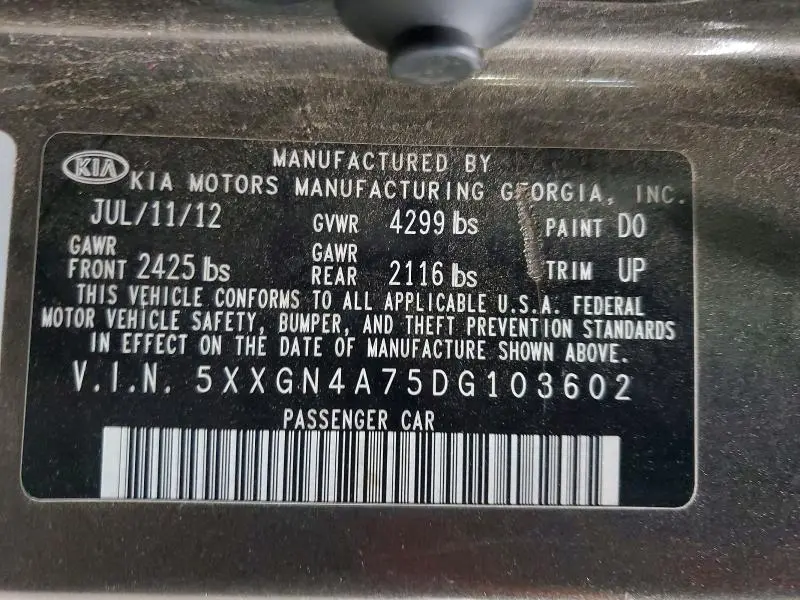 MANUFACTURED BY
KIA KIA MOTORS MANUFACTURING GEORGIA, INC.
JUL/11/12 GVWR 4299 lbs PAINT DO
GAWR FRONT 2425 lbs GAWR REAR 2116 lbs TRIM UP
THIS VEHICLE CONFORMS TO ALL APPLICABLE U.S.A. FEDERAL
MOTOR VEHICLE SAFETY, BUMPER, AND THEFT PREVENTION STANDARDS
IN EFFECT ON THE DATE OF MANUFACTURE SHOWN ABOVE.
V.I.N. 5XXGN4A75DG103602
PASSENGER CAR